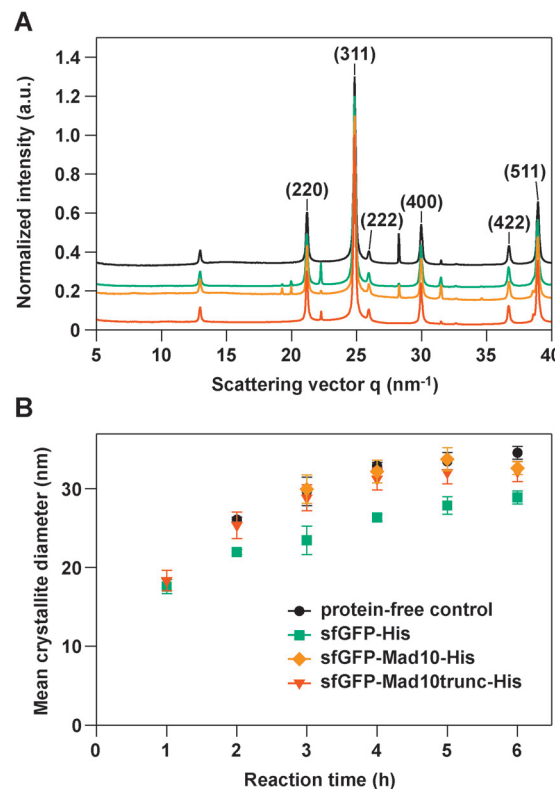 A
Normalized intensity (a.u.)
1.4
1.2
1.0
0.8
0.6
0.4
0.2
0
(311)
(220)
(222)
(400)
(422)
(511)
5 10 15 20 25 30 35 40
Scattering vector q (nm-1)
B
Mean crystallite diameter (nm)
30
20
10
0
protein-free control
sfGFP-His
sfGFP-Mad10-His
sfGFP-Mad10trunc-His
0 1 2 3 4 5 6
Reaction time (h)